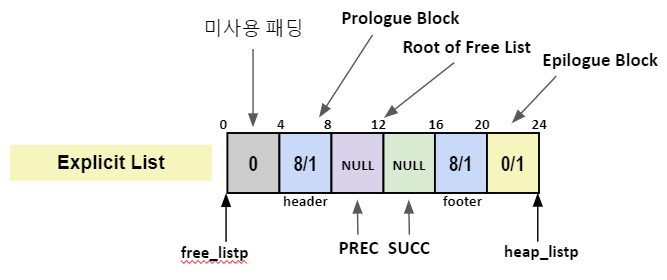 미사용 패딩
Prologue Block
Root of Free List
Epilogue Block
0 4 8 12 16 20 24
Explicit List
0 8/1 NULL NULL 8/1 0/1
header footer
free_listp PREC SUCC heap_listp